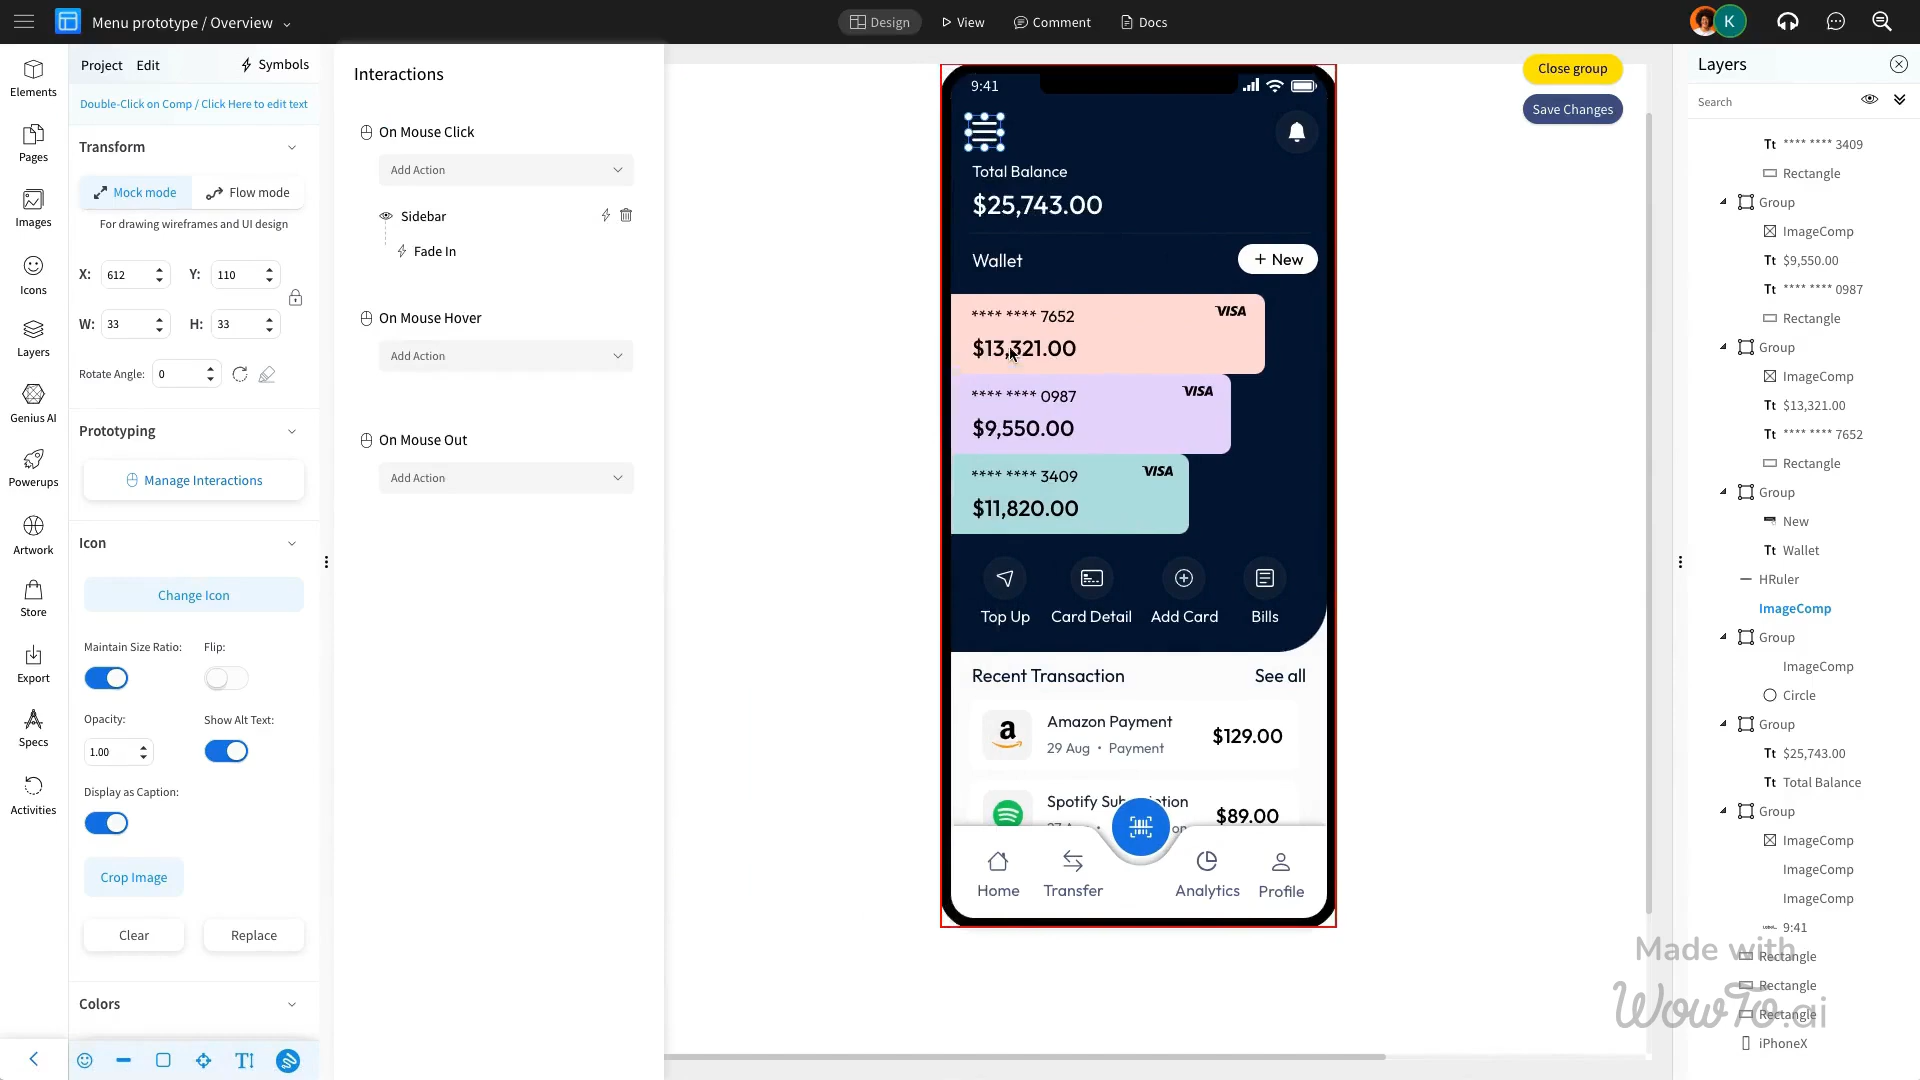 Menu prototype / Overview
Design
View
Comment
Docs
K
Elements
Pages
Images
Icons
Layers
Genius AI
Powerups
Artwork
Store
Export
Specs
Activities
Project
Edit
Symbols
Double-Click on Comp / Click Here to edit text
Transform
Mock mode
Flow mode
For drawing wireframes and UI design
X: 612
Y: 110
W: 33
H: 33
Rotate Angle: 0
Prototyping
Manage Interactions
Icon
Change Icon
Maintain Size Ratio:
Flip:
Opacity:
Show Alt Text:
1.00
Display as Caption:
Crop Image
Clear
Replace
Colors
Interactions
On Mouse Click
Add Action
Sidebar
Fade In
On Mouse Hover
Add Action
On Mouse Out
Add Action
9:41
Total Balance
$25,743.00
Wallet
+ New
**** **** 7652
VISA
$13,321.00
**** **** 0987
VISA
$9,550.00
**** **** 3409
VISA
$11,820.00
Top Up
Card Detail
Add Card
Bills
Recent Transaction
See all
Amazon Payment
29 Aug • Payment
$129.00
Spotify
$89.00
Home
Transfer
Analytics
Profile
Close group
Save Changes
Layers
Search
Tt **** **** 3409
Rectangle
Group
ImageComp
Tt $9,550.00
Tt **** **** 0987
Rectangle
Group
ImageComp
Tt $13,321.00
Tt **** **** 7652
Rectangle
Group
New
Tt Wallet
HRuler
ImageComp
Group
ImageComp
Circle
Group
Tt $25,743.00
Tt Total Balance
Group
ImageComp
ImageComp
ImageComp
9:41
Rectangle
Rectangle
Rectangle
iPhoneX
Made with
WowTo.ai